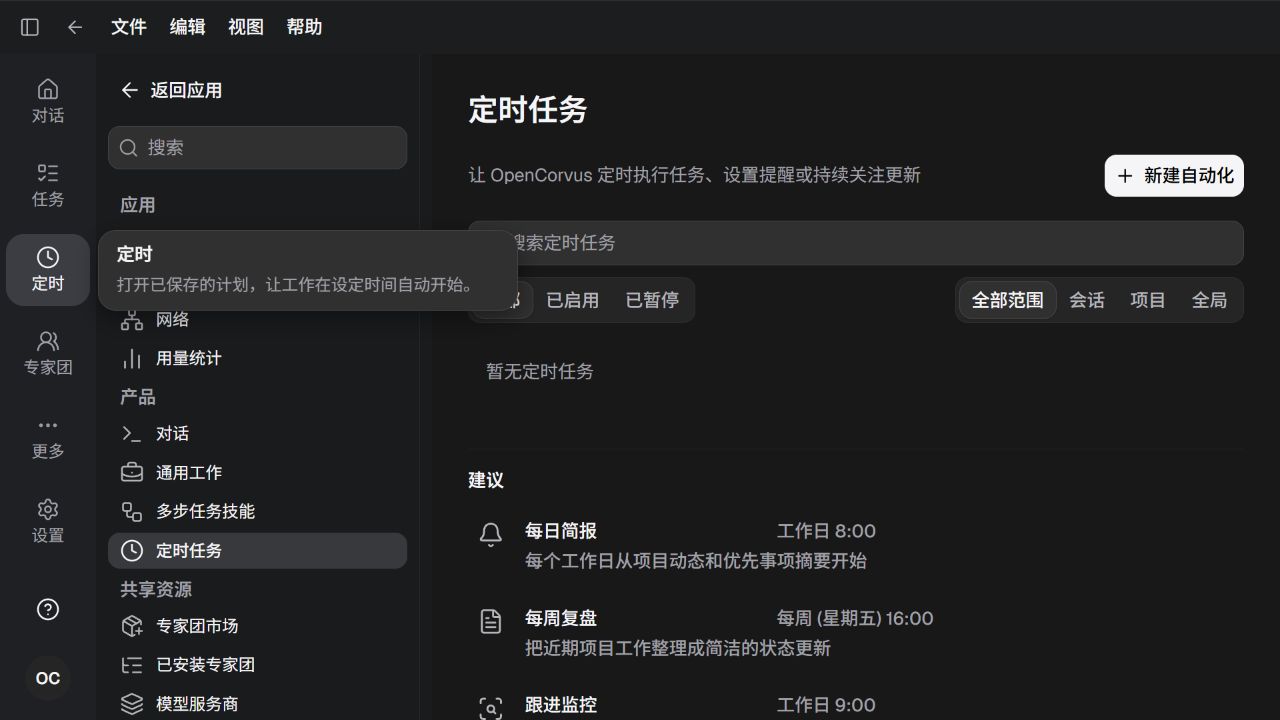 文件 编辑 视图 帮助
对话
任务
定时
专家团
更多
设置
OC
返回应用
搜索
应用
定时
打开已保存的计划，让工作在设定时间自动开始。
网络
用量统计
产品
对话
通用工作
多步任务技能
定时任务
共享资源
专家团市场
已安装专家团
模型服务商
定时任务
让 OpenCorvus 定时执行任务、设置提醒或持续关注更新
新建自动化
搜索定时任务
已启用 已暂停
全部范围 会话 项目 全局
暂无定时任务
建议
每日简报 工作日 8:00
每个工作日从项目动态和优先事项摘要开始
每周复盘 每周 (星期五) 16:00
把近期项目工作整理成简洁的状态更新
跟进监控 工作日 9:00